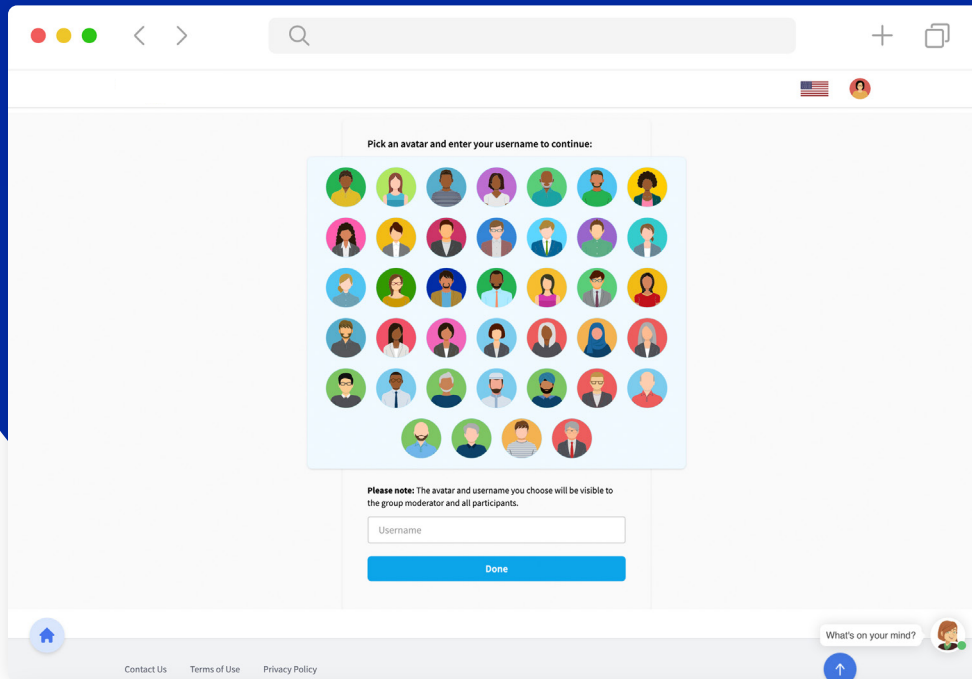 Pick an avatar and enter your username to continue:
Please note: The avatar and username you choose will be visible to
the group moderator and all participants.
Username
Done
What's on your mind?
Contact Us Terms of Use Privacy Policy